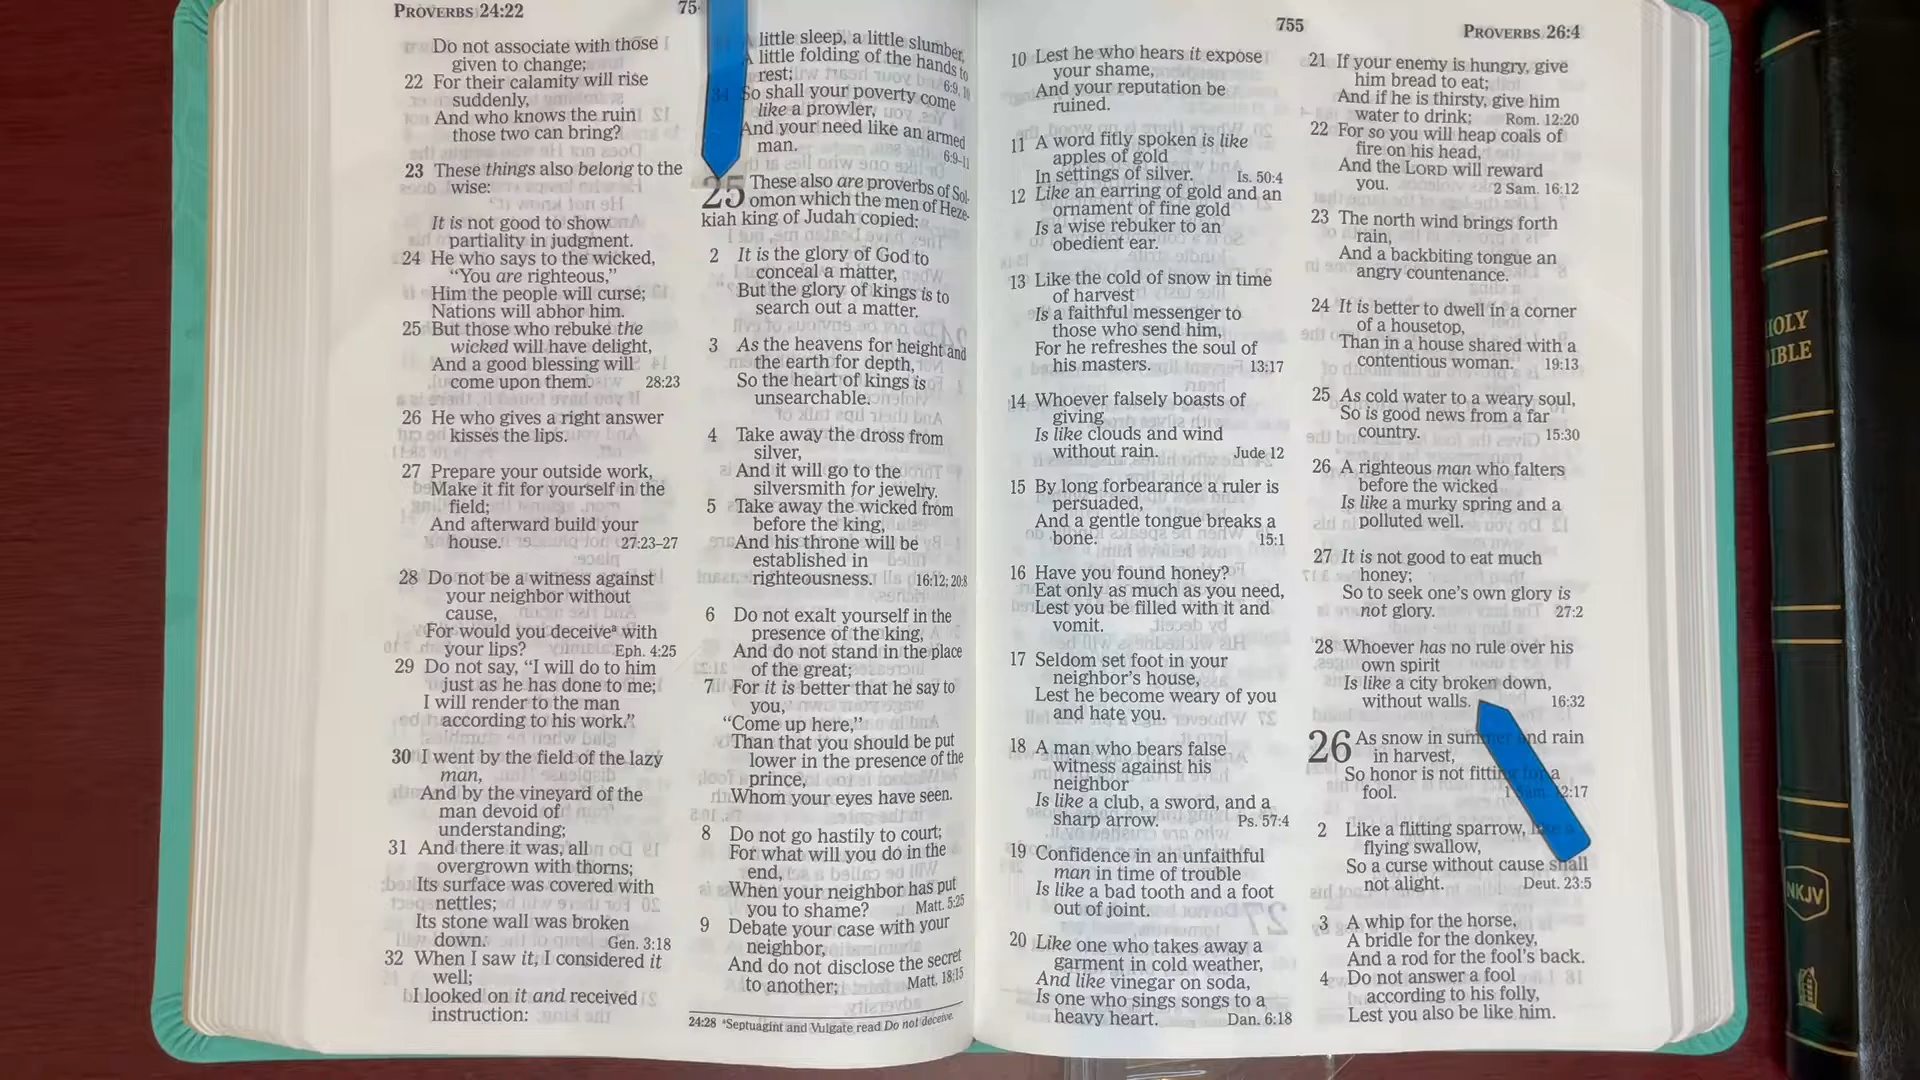 PROVERBS 24:22
Do not associate with those
given to change;
22 For their calamity will rise
suddenly,
And who knows the ruin
those two can bring?
23 These things also belong to the
wise:
It is not good to show
partiality in judgment.
24 He who says to the wicked,
“You are righteous,”
Him the people will curse;
Nations will abhor him.
25 But those who rebuke the
wicked will have delight,
And a good blessing will
come upon them. 28:23
26 He who gives a right answer
kisses the lips.
27 Prepare your outside work,
Make it fit for yourself in the
field;
And afterward build your
house. 27:23–27
28 Do not be a witness against
your neighbor without
cause,
For would you deceiveᵃ with
your lips? Eph. 4:25
29 Do not say, “I will do to him
just as he has done to me;
I will render to the man
according to his work.”
30 I went by the field of the lazy
man,
And by the vineyard of the
man devoid of
understanding;
31 And there it was, all
overgrown with thorns;
Its surface was covered with
nettles;
Its stone wall was broken
down. Gen. 3:18
32 When I saw it, I considered it
well;
I looked on it and received
instruction:
75
A little sleep, a little slumber,
A little folding of the hands to
rest; 6:9, 10
34 So shall your poverty come
like a prowler,
And your need like an armed
man. 6:9–11
25 These also are proverbs of Sol-
omon which the men of Heze-
kiah king of Judah copied:
2 It is the glory of God to
conceal a matter,
But the glory of kings is to
search out a matter.
3 As the heavens for height and
the earth for depth,
So the heart of kings is
unsearchable.
4 Take away the dross from
silver,
And it will go to the
silversmith for jewelry.
5 Take away the wicked from
before the king,
And his throne will be
established in
righteousness. 16:12; 20:8
6 Do not exalt yourself in the
presence of the king,
And do not stand in the place
of the great;
7 For it is better that he say to
you,
“Come up here,”
Than that you should be put
lower in the presence of the
prince,
Whom your eyes have seen.
8 Do not go hastily to court;
For what will you do in the
end,
When your neighbor has put
you to shame? Matt. 5:25
9 Debate your case with your
neighbor,
And do not disclose the secret
to another; Matt. 18:15
24:28 ᵃSeptuagint and Vulgate read Do not deceive.
755
10 Lest he who hears it expose
your shame,
And your reputation be
ruined.
11 A word fitly spoken is like
apples of gold
In settings of silver. Is. 50:4
12 Like an earring of gold and an
ornament of fine gold
Is a wise rebuker to an
obedient ear.
13 Like the cold of snow in time
of harvest
Is a faithful messenger to
those who send him,
For he refreshes the soul of
his masters. 13:17
14 Whoever falsely boasts of
giving
Is like clouds and wind
without rain. Jude 12
15 By long forbearance a ruler is
persuaded,
And a gentle tongue breaks a
bone. 15:1
16 Have you found honey?
Eat only as much as you need,
Lest you be filled with it and
vomit.
17 Seldom set foot in your
neighbor’s house,
Lest he become weary of you
and hate you.
18 A man who bears false
witness against his
neighbor
Is like a club, a sword, and a
sharp arrow. Ps. 57:4
19 Confidence in an unfaithful
man in time of trouble
Is like a bad tooth and a foot
out of joint.
20 Like one who takes away a
garment in cold weather,
And like vinegar on soda,
Is one who sings songs to a
heavy heart. Dan. 6:18
PROVERBS 26:4
21 If your enemy is hungry, give
him bread to eat;
And if he is thirsty, give him
water to drink; Rom. 12:20
22 For so you will heap coals of
fire on his head,
And the LORD will reward
you. 2 Sam. 16:12
23 The north wind brings forth
rain,
And a backbiting tongue an
angry countenance.
24 It is better to dwell in a corner
of a housetop,
Than in a house shared with a
contentious woman. 19:13
25 As cold water to a weary soul,
So is good news from a far
country. 15:30
26 A righteous man who falters
before the wicked
Is like a murky spring and a
polluted well.
27 It is not good to eat much
honey;
So to seek one’s own glory is
not glory. 27:2
28 Whoever has no rule over his
own spirit
Is like a city broken down,
without walls. 16:32
26 As snow in summer and rain
in harvest,
So honor is not fitting for a
fool. 1 Sam. 12:17
2 Like a flitting sparrow, like a
flying swallow,
So a curse without cause shall
not alight. Deut. 23:5
3 A whip for the horse,
A bridle for the donkey,
And a rod for the fool’s back.
4 Do not answer a fool
according to his folly,
Lest you also be like him.
HOLY
BIBLE
NKJV